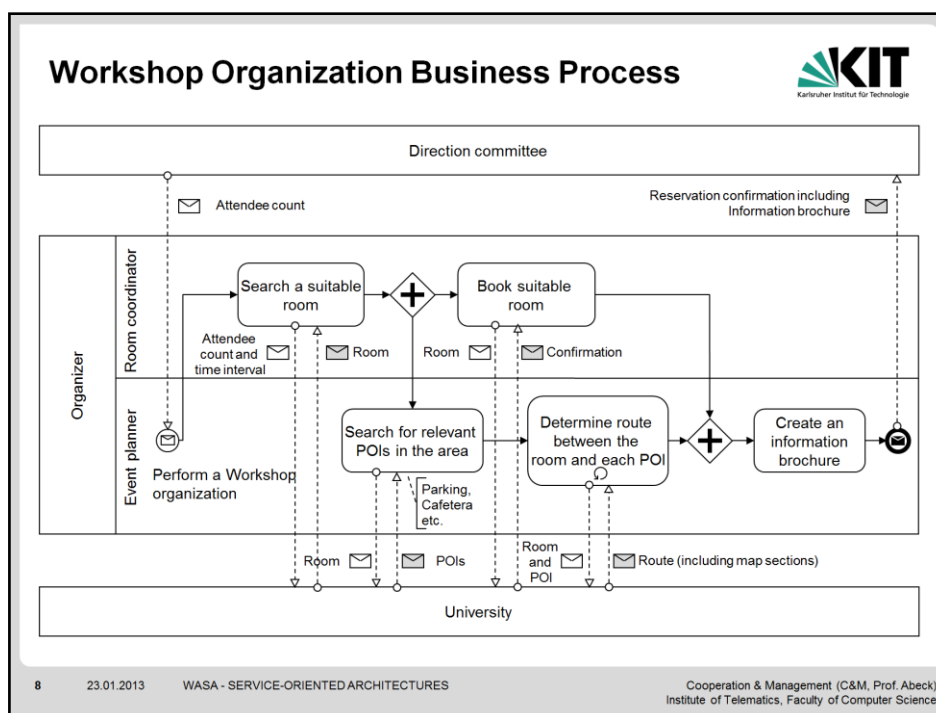 Workshop Organization Business Process
KIT
Karlsruher Institut für Technologie
Direction committee
Attendee count
Reservation confirmation including
Information brochure
Organizer
Room coordinator
Search a suitable
room
Book suitable
room
Attendee
count and
time interval
Room
Room
Confirmation
Event planner
Perform a Workshop
organization
Search for relevant
POIs in the area
Determine route
between the
room and each POI
Create an
information
brochure
Parking,
Cafetera
etc.
Room
POIs
Room
and
POI
Route (including map sections)
University
8
23.01.2013
WASA - SERVICE-ORIENTED ARCHITECTURES
Cooperation & Management (C&M, Prof. Abeck)
Institute of Telematics, Faculty of Computer Science